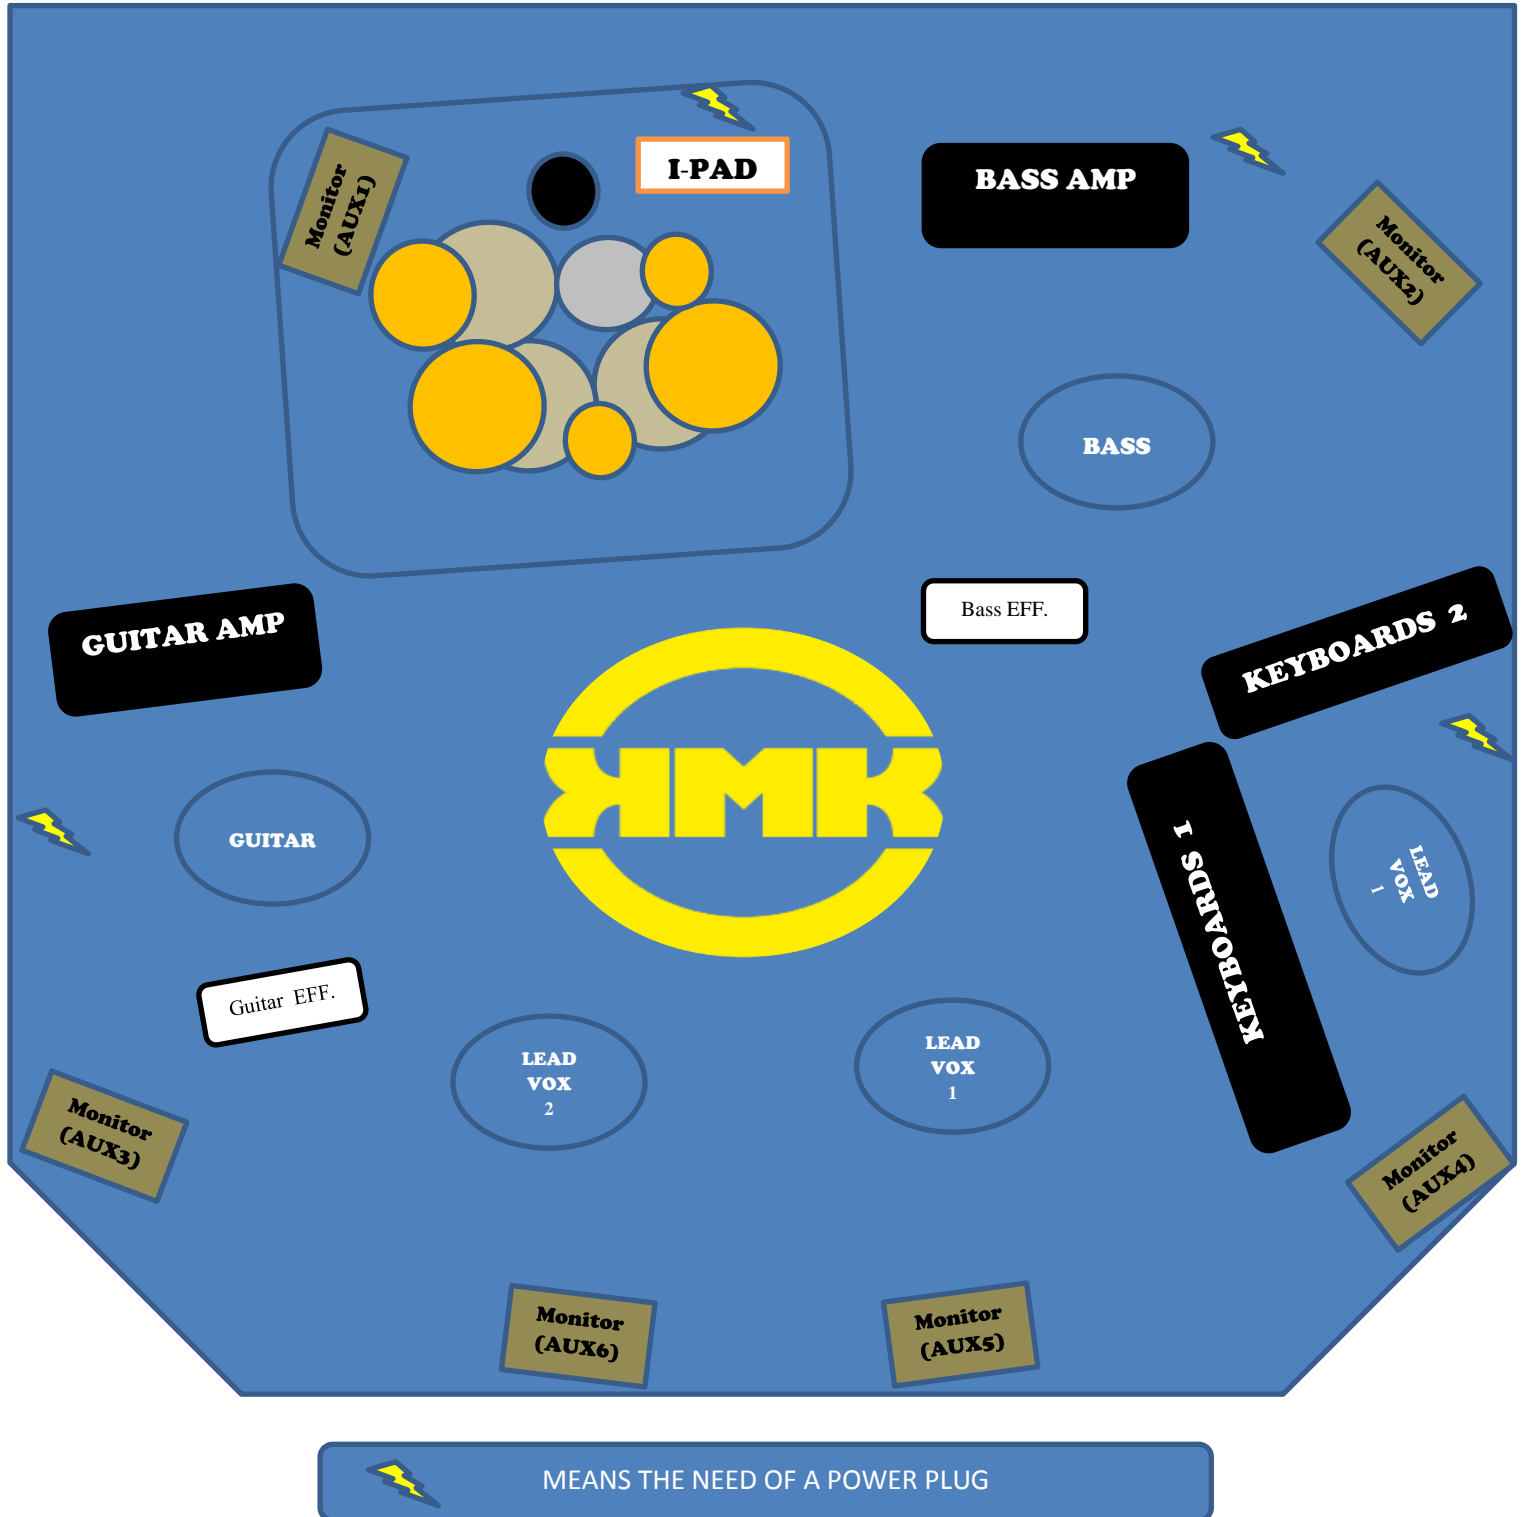 I-PAD
Monitor
(AUX1)
BASS AMP
Monitor
(AUX2)
BASS
Bass EFF.
GUITAR AMP
KEYBOARDS 2
KMK
GUITAR
KEYBOARDS 1
LEAD
VOX
1
Guitar EFF.
LEAD
VOX
2
LEAD
VOX
1
Monitor
(AUX3)
Monitor
(AUX4)
Monitor
(AUX6)
Monitor
(AUX5)
MEANS THE NEED OF A POWER PLUG